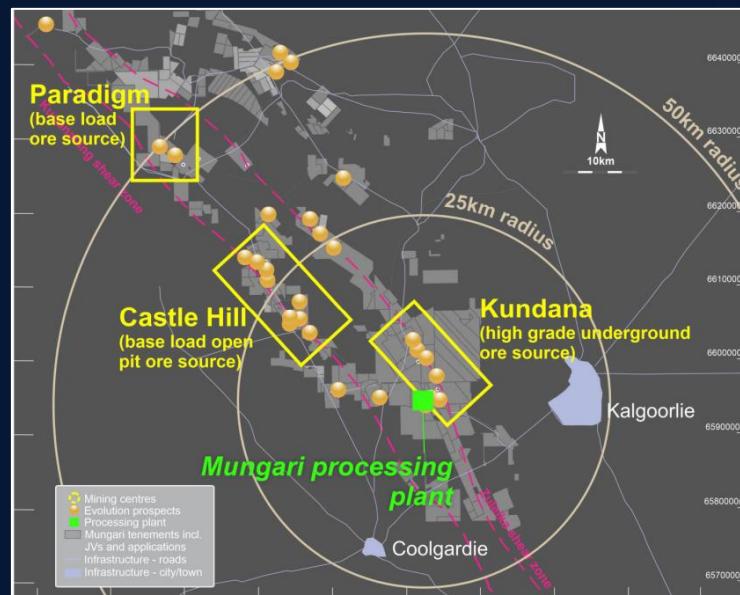 Paradigm
(base load
ore source)
Kunanalling shear zone
50km radius
N
10km
25km radius
Castle Hill
(base load open
pit ore source)
Kundana
(high grade underground
ore source)
Kalgoorlie
Mungari processing
plant
Zuleika shear zone
Coolgardie
Mining centres
Evolution prospects
Processing plant
Mungari tenements incl.
JVs and applications
Infrastructure - roads
Infrastructure - city/town
6640000
6630000
6620000
6610000
6600000
6590000
6580000
6570000